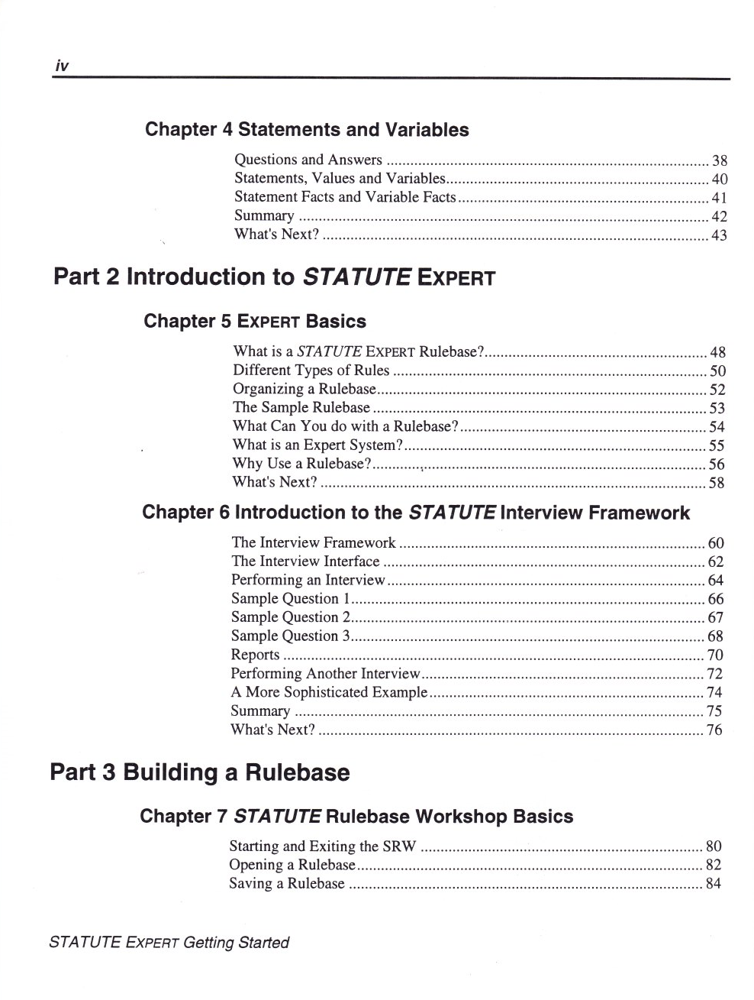 iv
Chapter 4 Statements and Variables
Questions and Answers ................................................................................. 38
Statements, Values and Variables.................................................................. 40
Statement Facts and Variable Facts............................................................... 41
Summary ....................................................................................................... 42
What's Next? ................................................................................................. 43
Part 2 Introduction to STATUTE EXPERT
Chapter 5 EXPERT Basics
What is a STATUTE EXPERT Rulebase?........................................................ 48
Different Types of Rules ............................................................................... 50
Organizing a Rulebase................................................................................... 52
The Sample Rulebase .................................................................................... 53
What Can You do with a Rulebase?.............................................................. 54
What is an Expert System?............................................................................ 55
Why Use a Rulebase?.................................................................................... 56
What's Next? ................................................................................................. 58
Chapter 6 Introduction to the STATUTE Interview Framework
The Interview Framework ............................................................................. 60
The Interview Interface ................................................................................. 62
Performing an Interview................................................................................ 64
Sample Question 1......................................................................................... 66
Sample Question 2......................................................................................... 67
Sample Question 3......................................................................................... 68
Reports .......................................................................................................... 70
Performing Another Interview....................................................................... 72
A More Sophisticated Example..................................................................... 74
Summary ....................................................................................................... 75
What's Next? ................................................................................................. 76
Part 3 Building a Rulebase
Chapter 7 STATUTE Rulebase Workshop Basics
Starting and Exiting the SRW ....................................................................... 80
Opening a Rulebase....................................................................................... 82
Saving a Rulebase ......................................................................................... 84
STATUTE EXPERT Getting Started